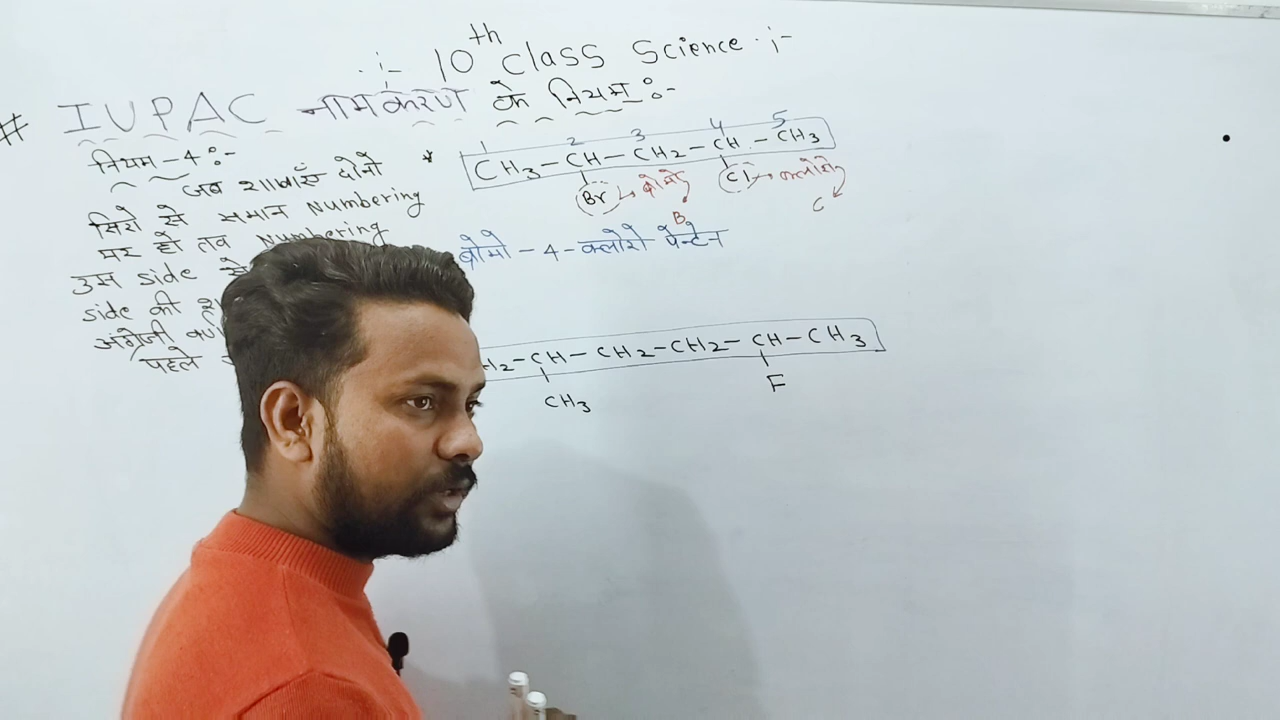 .:- 10th class Science :-
# IUPAC नामकरण के नियम :-
नियम-4 :-
जब शाखाएँ दोनों
सिरो से समान Numbering
पर हो तब Numbering
उस side से
side की
अंग्रेजी
पहले
1 2 3 4 5
* CH3-CH-CH2-CH-CH3
Br → ब्रोमो Cl → क्लोरो
B C
ब्रोमो-4-क्लोरो पेन्टेन
H2-CH-CH2-CH2-CH-CH3
CH3 F